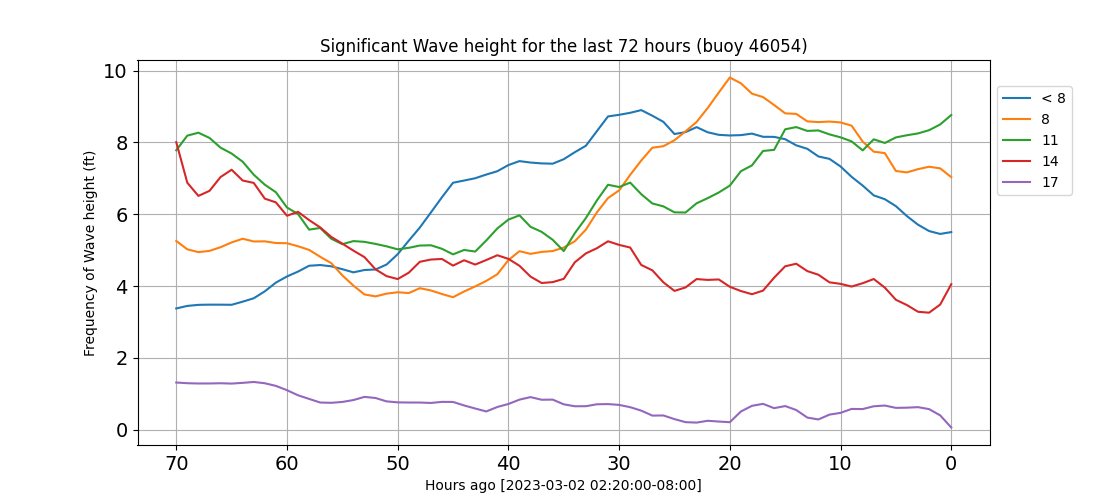 Significant Wave height for the last 72 hours (buoy 46054)
Frequency of Wave height (ft)
10
8
6
4
2
0
70 60 50 40 30 20 10 0
Hours ago [2023-03-02 02:20:00-08:00]
< 8
8
11
14
17